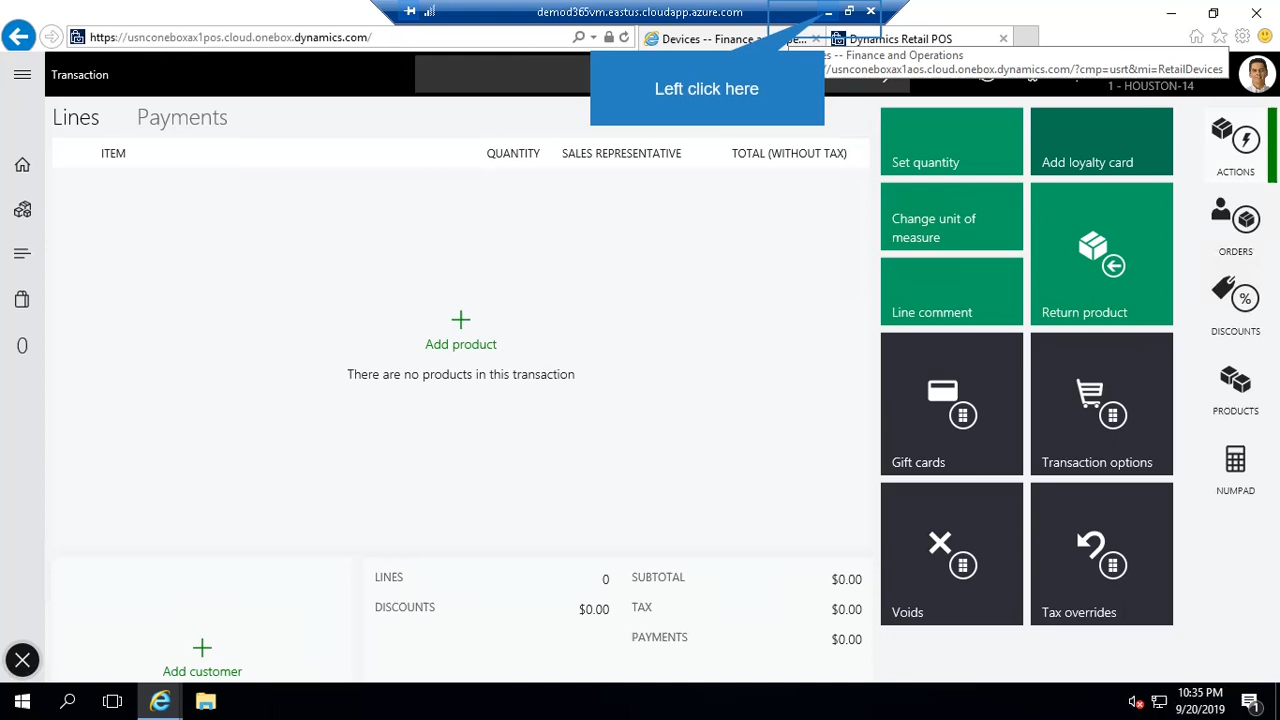 demod365vm.eastus.cloudapp.azure.com
https://usnconeboxax1pos.cloud.onebox.dynamics.com/
Devices -- Finance
e...
Dynamics Retail POS
es -- Finance and Operations
://usnconeboxax1aos.cloud.onebox.dynamics.com/?cmp=usrt&mi=RetailDevices
Left click here
Transaction
1 - HOUSTON-14
Lines
Payments
ITEM
QUANTITY
SALES REPRESENTATIVE
TOTAL (WITHOUT TAX)
Add product
There are no products in this transaction
0
LINES
0
DISCOUNTS
$0.00
SUBTOTAL
$0.00
TAX
$0.00
PAYMENTS
$0.00
Add customer
Set quantity
Add loyalty card
Change unit of
measure
Line comment
Return product
Gift cards
Transaction options
Voids
Tax overrides
ACTIONS
ORDERS
DISCOUNTS
PRODUCTS
NUMPAD
10:35 PM
9/20/2019
1